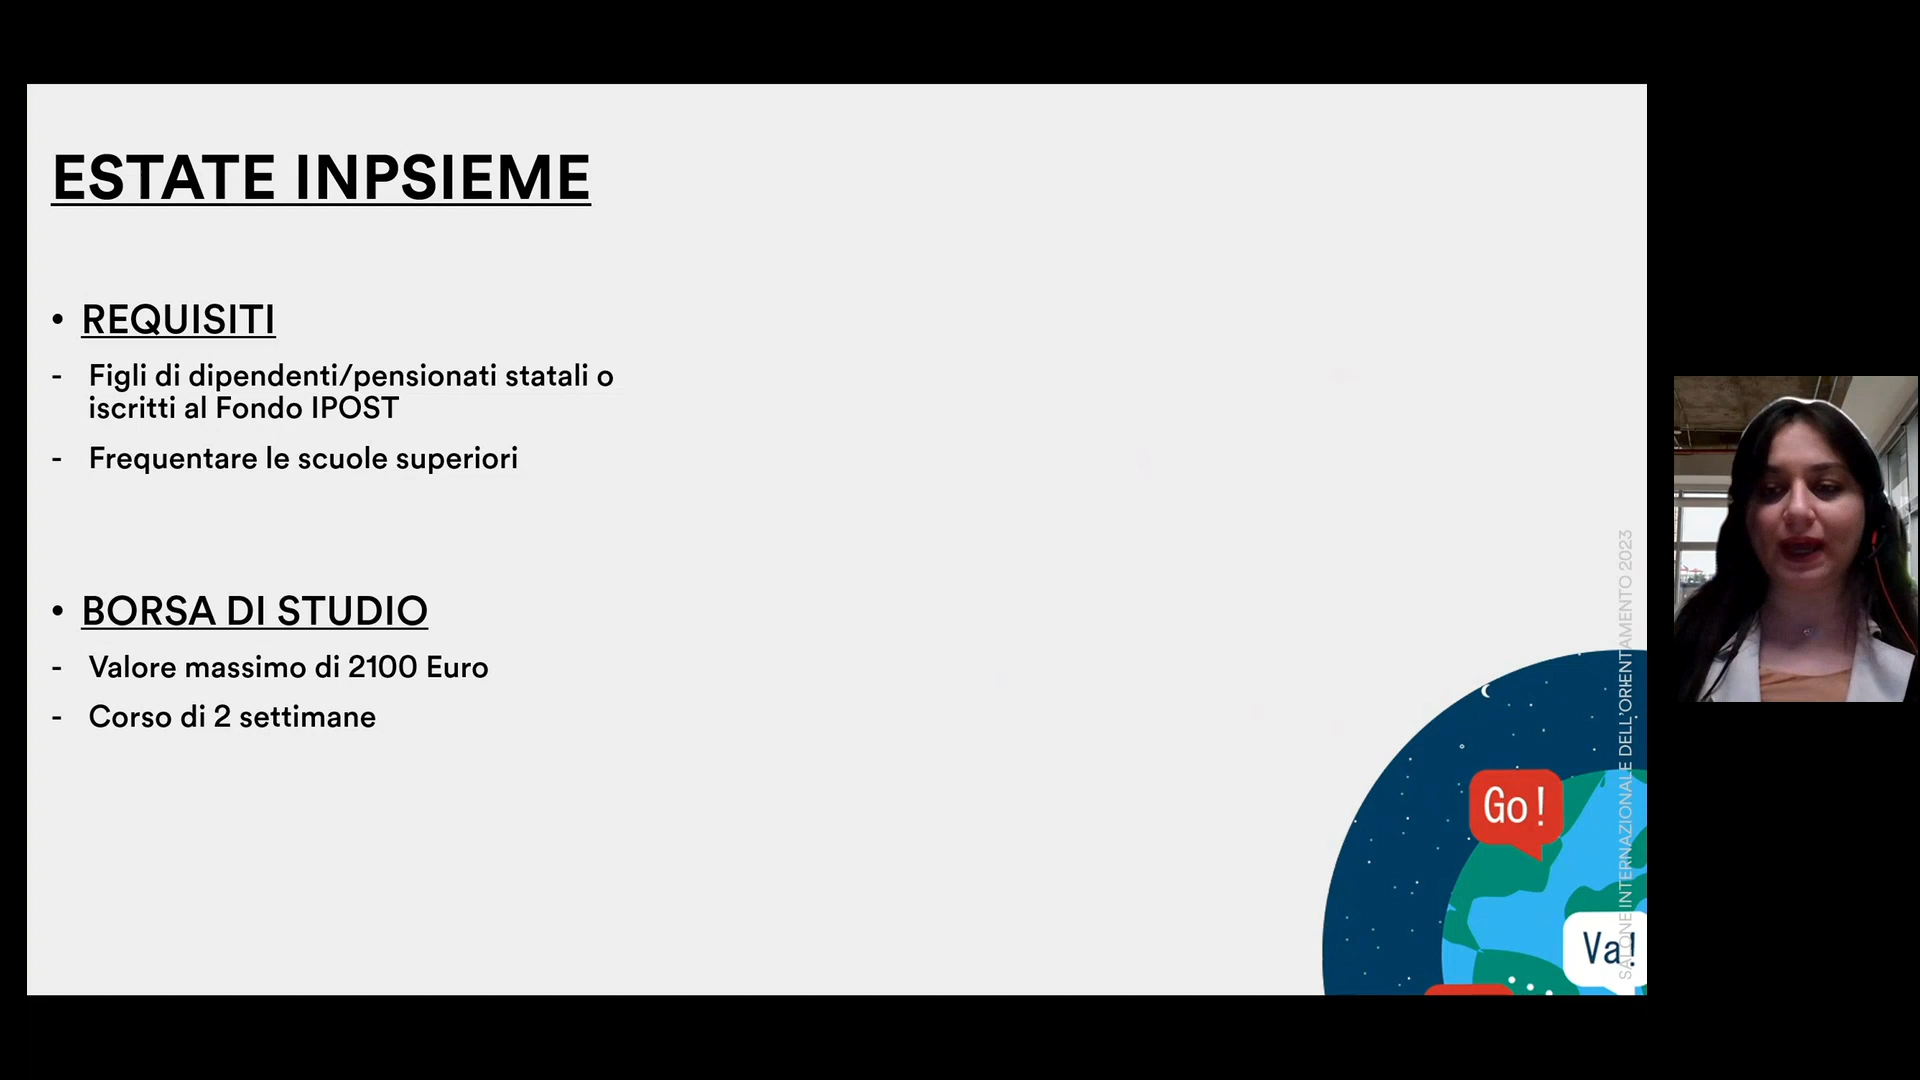 ESTATE INPSIEME
• REQUISITI
- Figli di dipendenti/pensionati statali o
iscritti al Fondo IPOST
- Frequentare le scuole superiori
• BORSA DI STUDIO
- Valore massimo di 2100 Euro
- Corso di 2 settimane
SALONE INTERNAZIONALE DELL'ORIENTAMENTO 2023
Go!
Va!